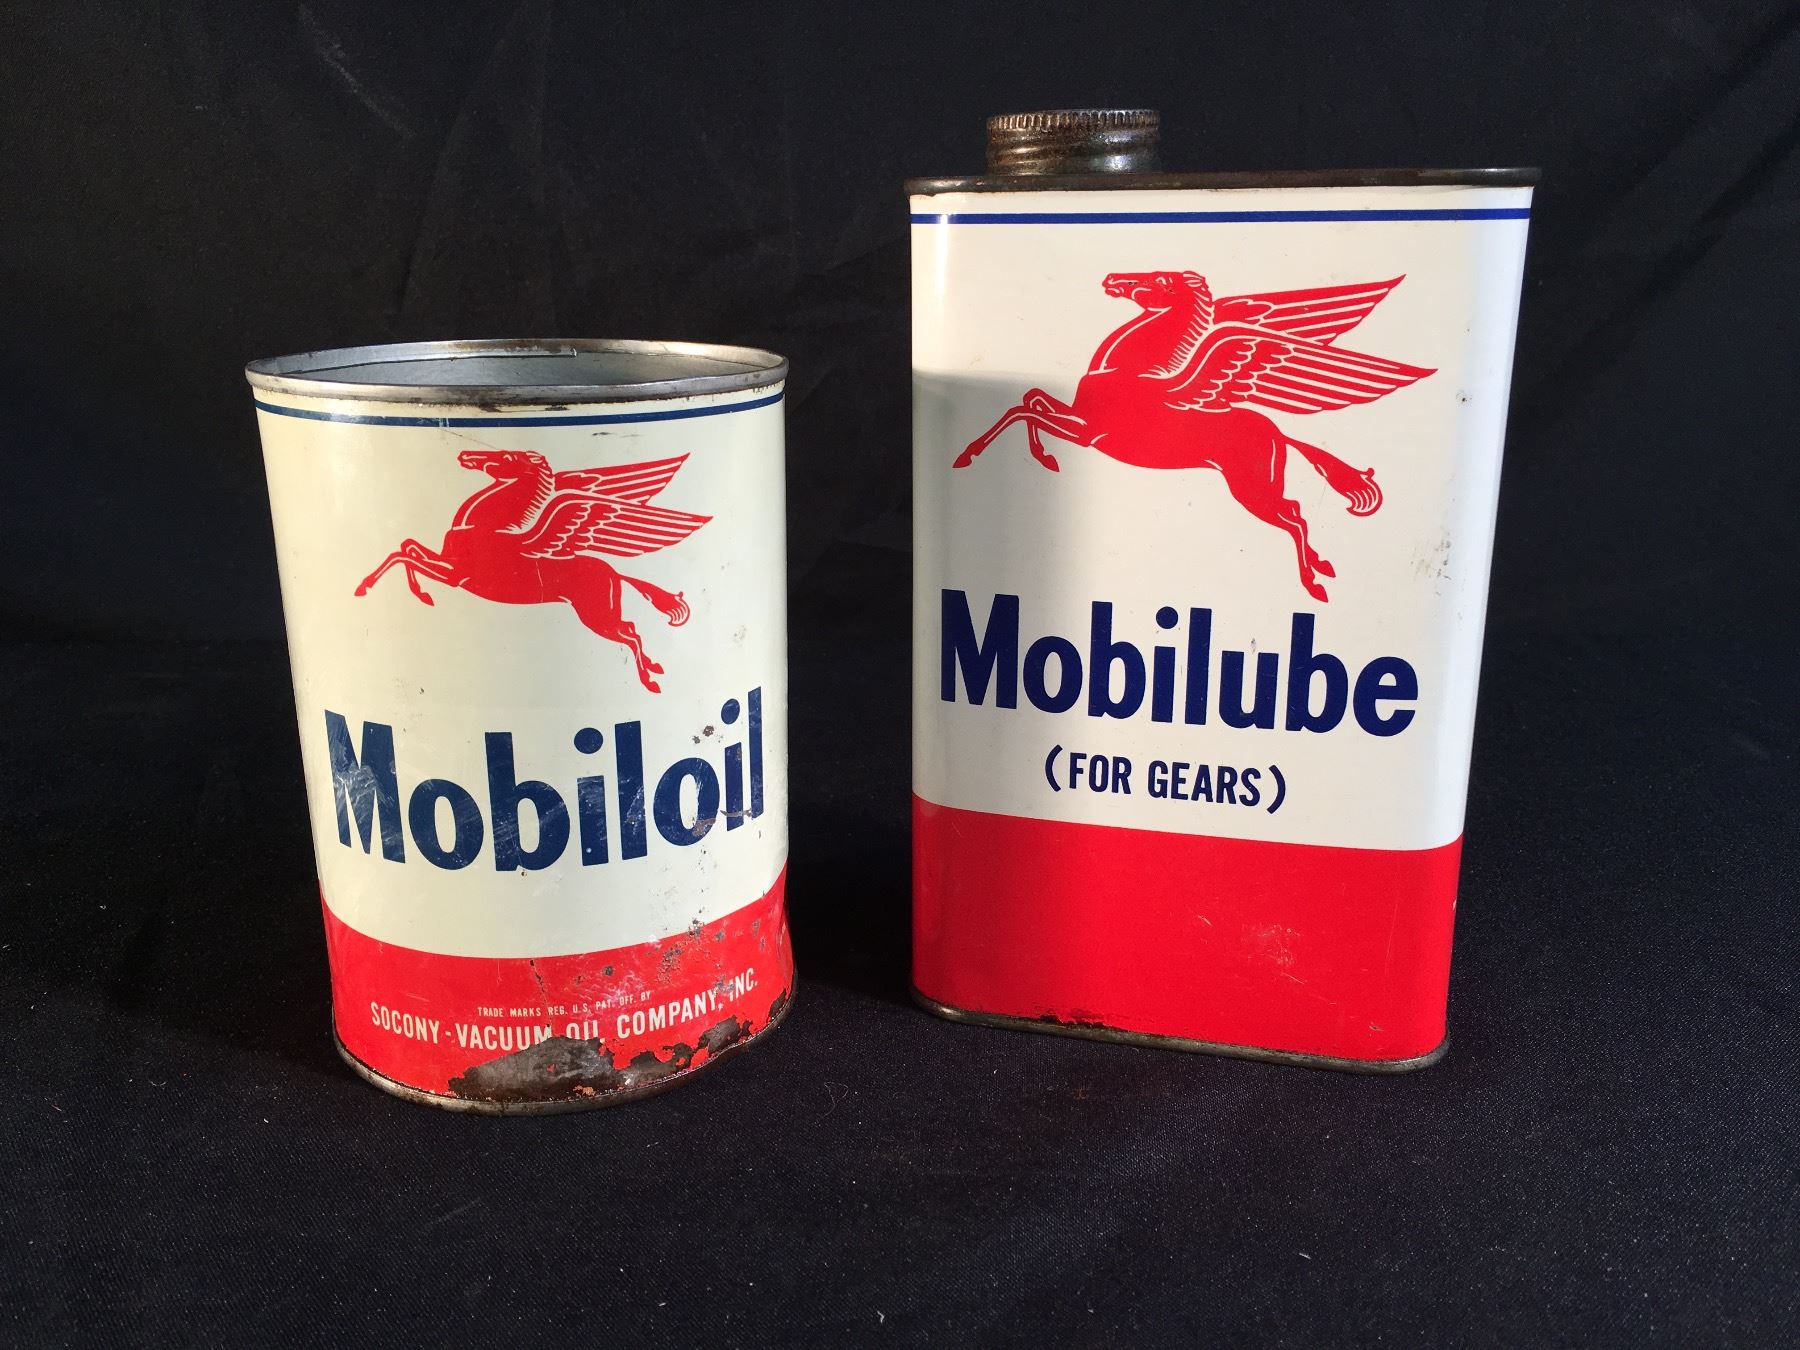 Mobiloil
TRADE MARKS REG. U.S. PAT. OFF. BY
SOCONY-VACUUM OIL COMPANY, INC.
Mobilube
(FOR GEARS)